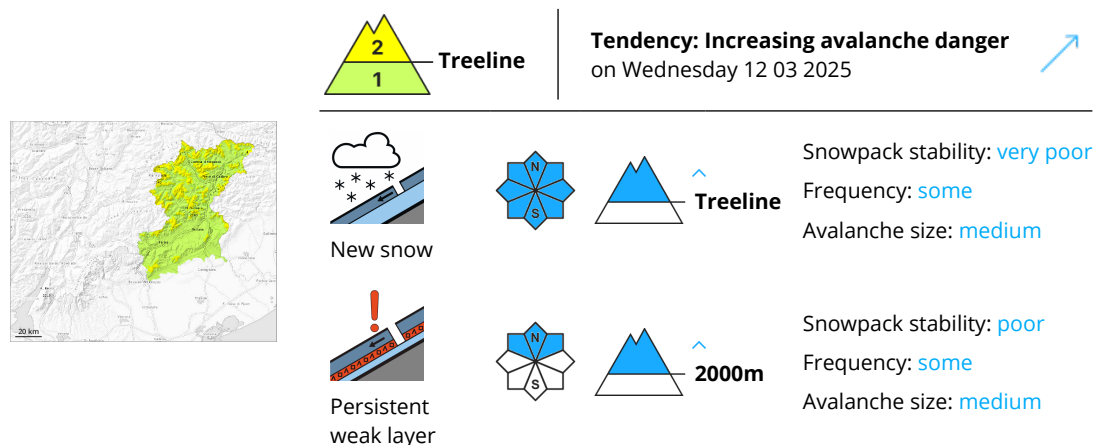 2
1
Treeline
Tendency: Increasing avalanche danger
on Wednesday 12 03 2025
20 km
New snow
N
S
Treeline
Snowpack stability: very poor
Frequency: some
Avalanche size: medium
Persistent
weak layer
N
S
2000m
Snowpack stability: poor
Frequency: some
Avalanche size: medium